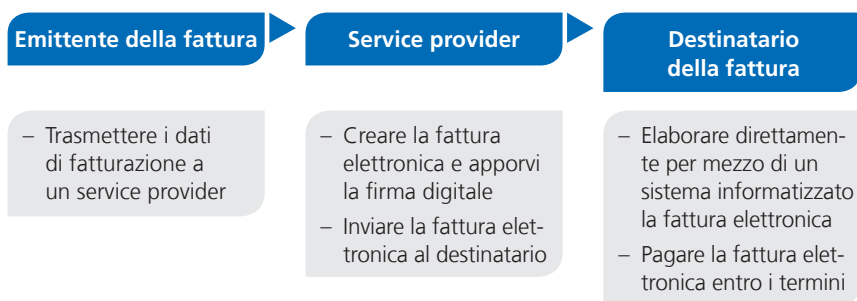 Emittente della fattura
– Trasmettere i dati
di fatturazione a
un service provider
Service provider
– Creare la fattura
elettronica e apporvi
la firma digitale
– Inviare la fattura elet-
tronica al destinatario
Destinatario
della fattura
– Elaborare direttamen-
te per mezzo di un
sistema informatizzato
la fattura elettronica
– Pagare la fattura elet-
tronica entro i termini